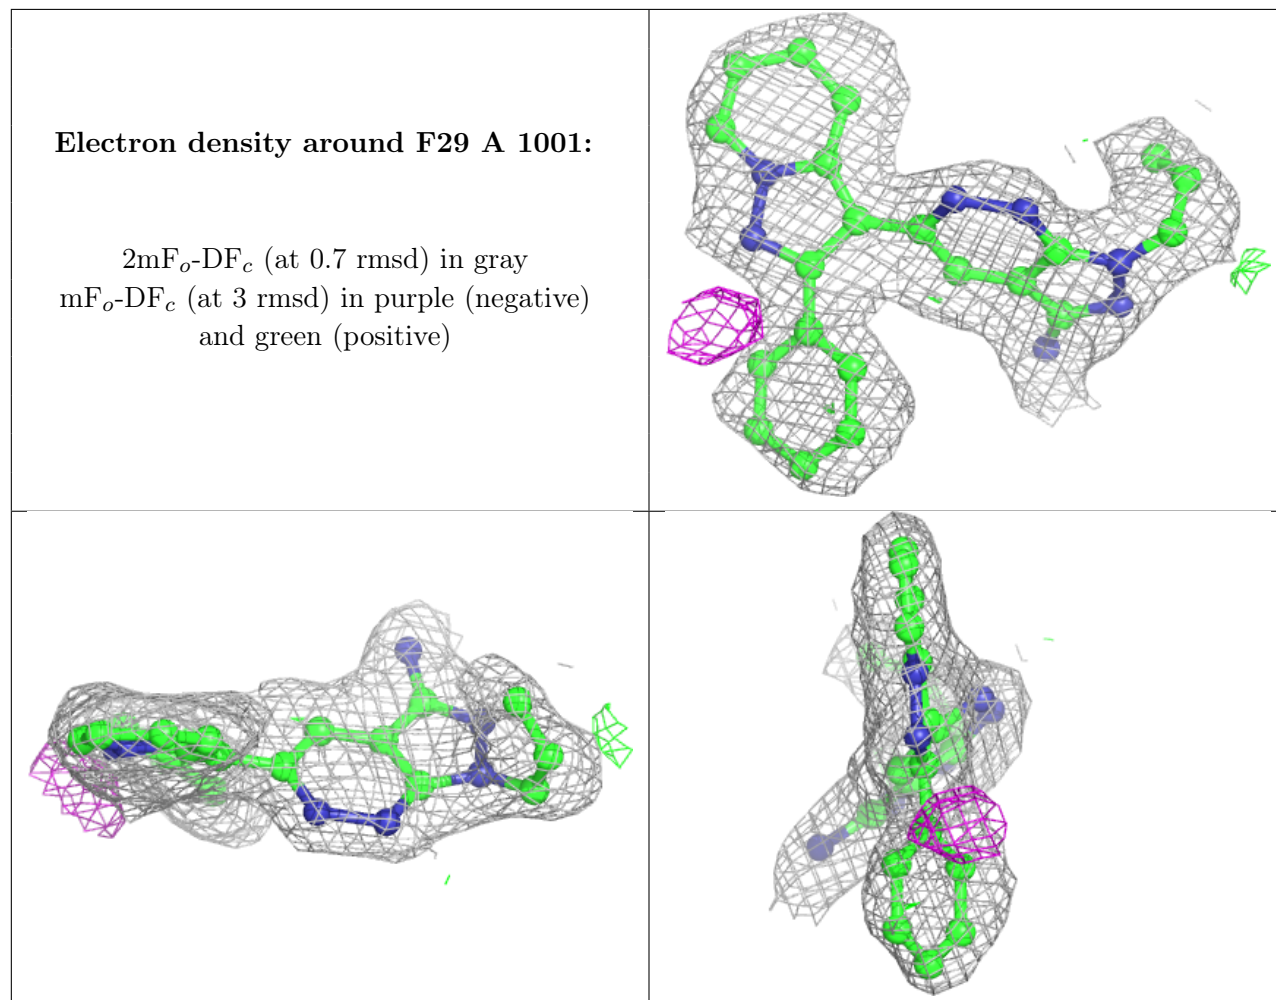 Electron density around F29 A 1001:
2mFo-DFc (at 0.7 rmsd) in gray
mFo-DFc (at 3 rmsd) in purple (negative)
and green (positive)